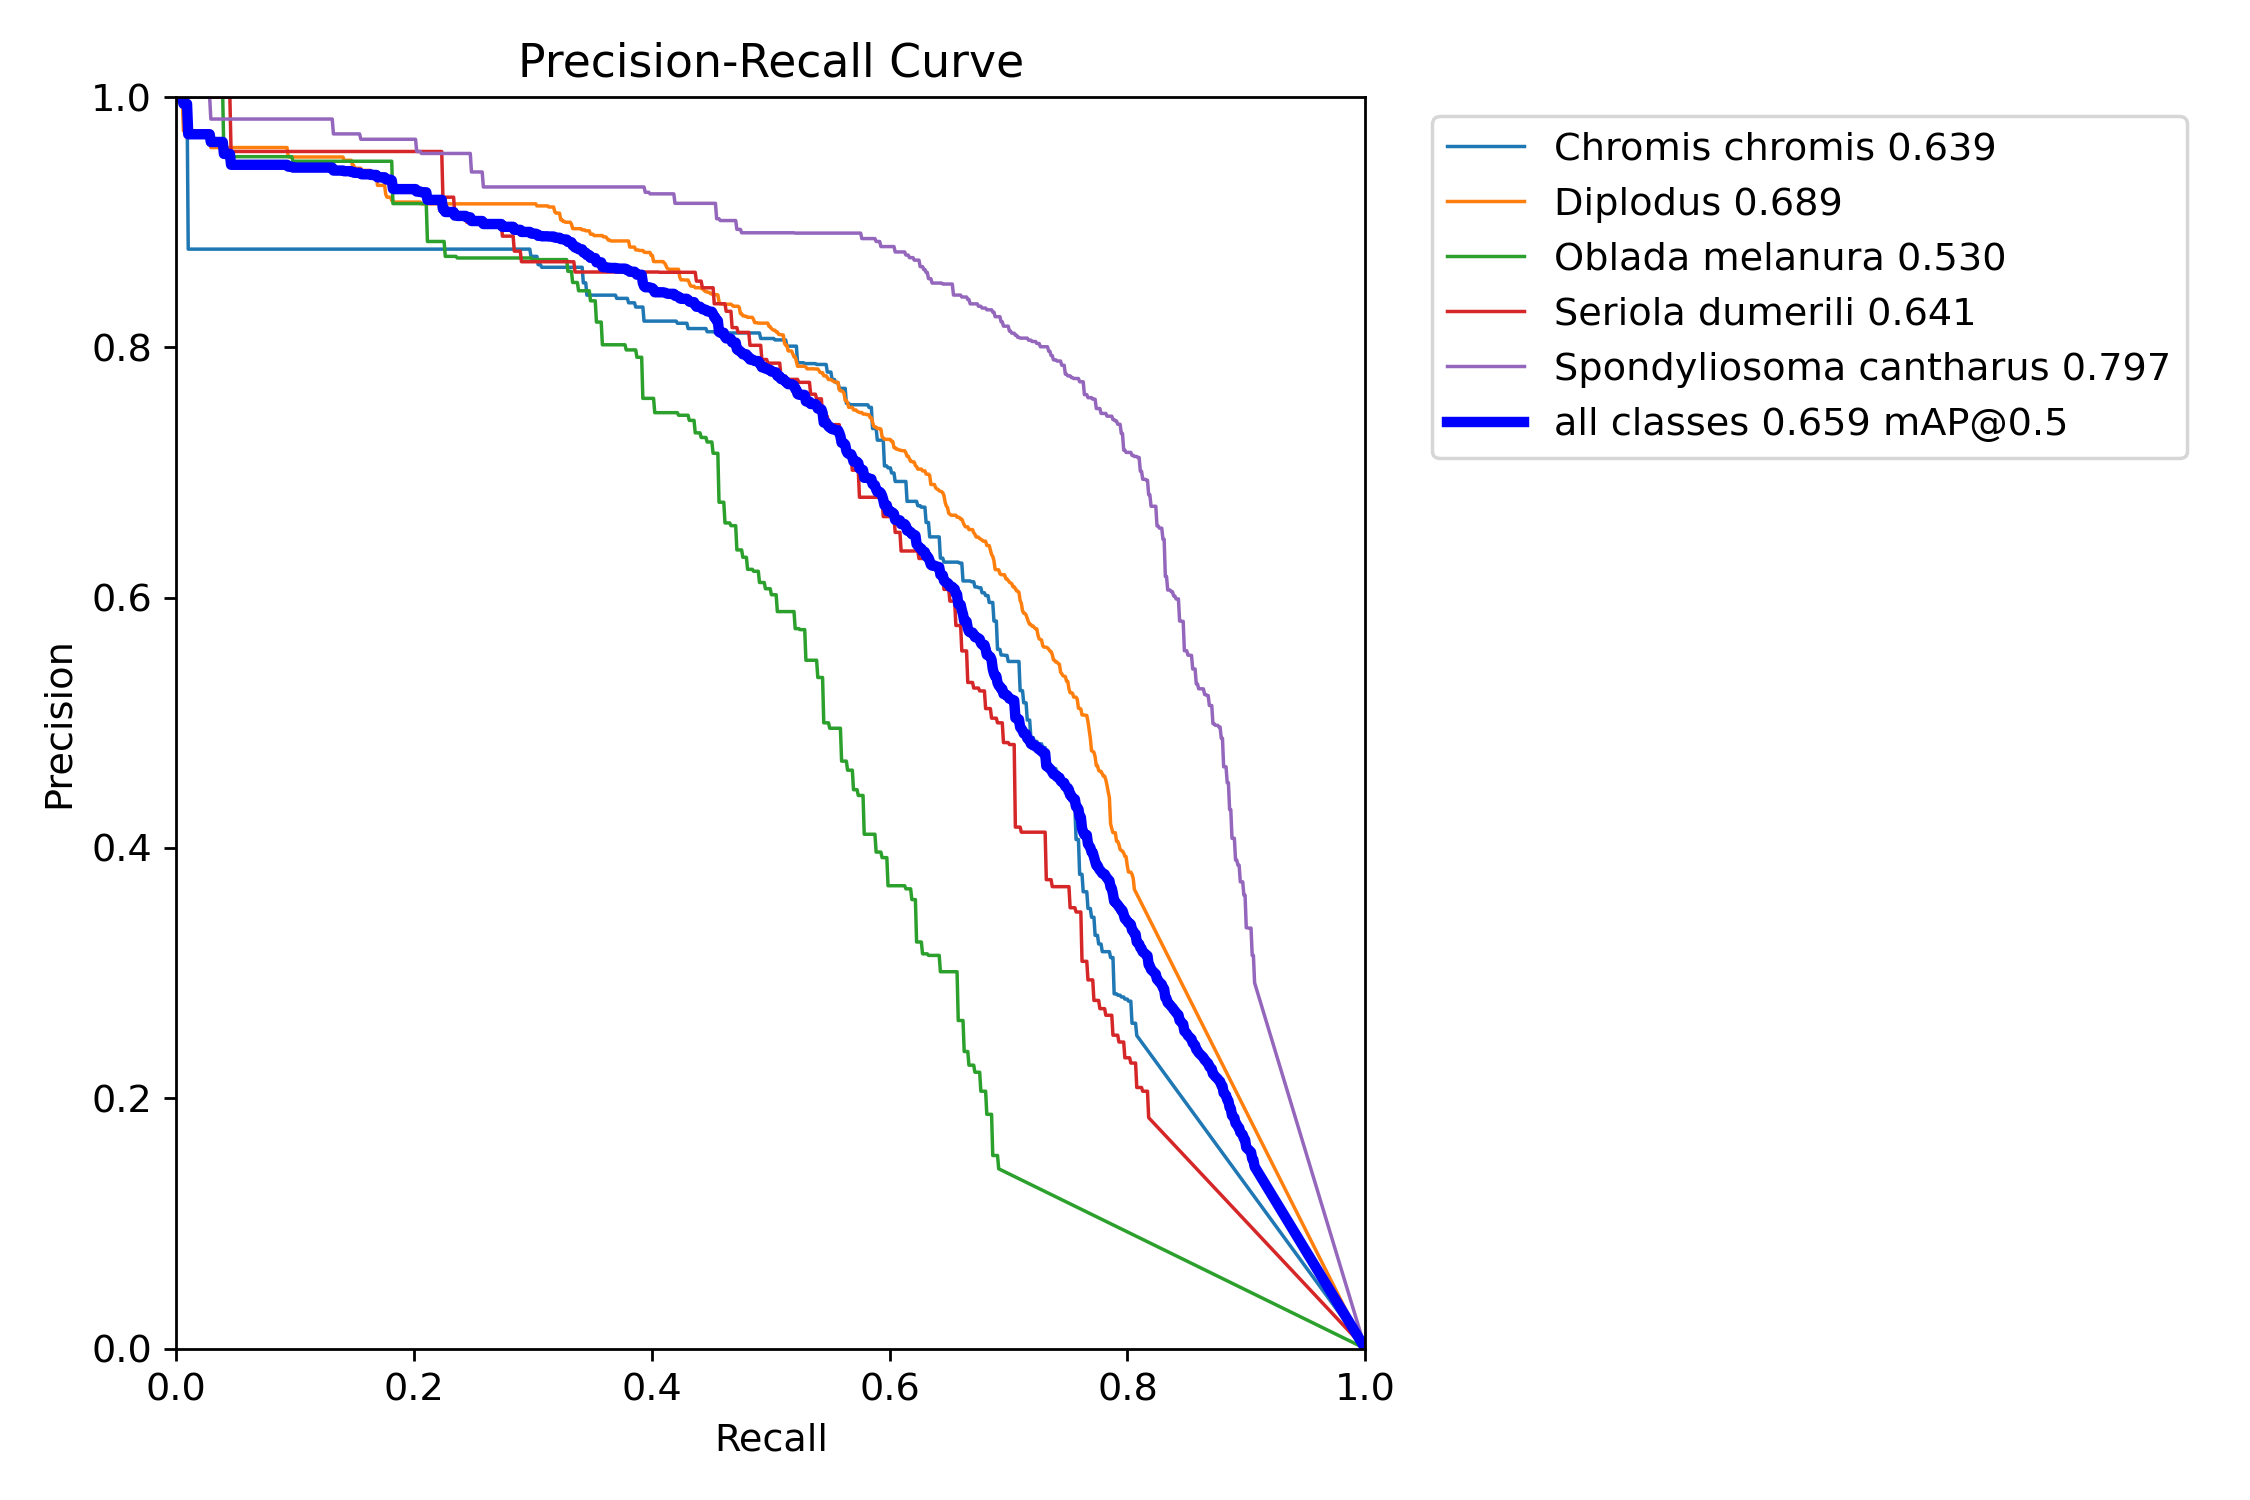 Precision-Recall Curve
1.0
0.8
0.6
0.4
0.2
0.0
Precision
0.0 0.2 0.4 0.6 0.8 1.0
Recall
Chromis chromis 0.639
Diplodus 0.689
Oblada melanura 0.530
Seriola dumerili 0.641
Spondyliosoma cantharus 0.797
all classes 0.659 mAP@0.5